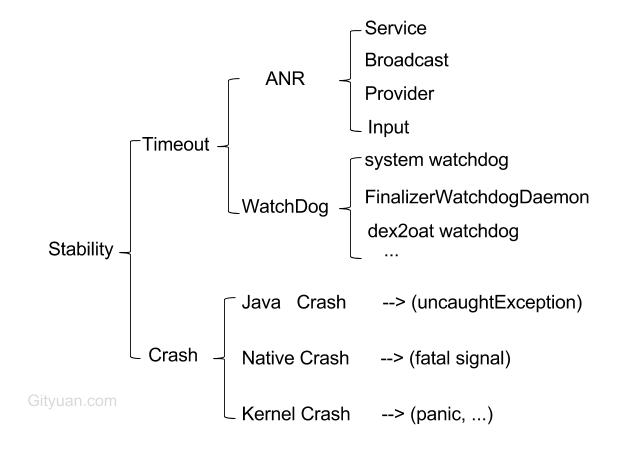 Service
Broadcast
ANR
Provider
Input
Timeout
system watchdog
FinalizerWatchdogDaemon
WatchDog
dex2oat watchdog
...
Stability
Java Crash --> (uncaughtException)
Crash
Native Crash --> (fatal signal)
Gityuan.com
Kernel Crash --> (panic, ...)